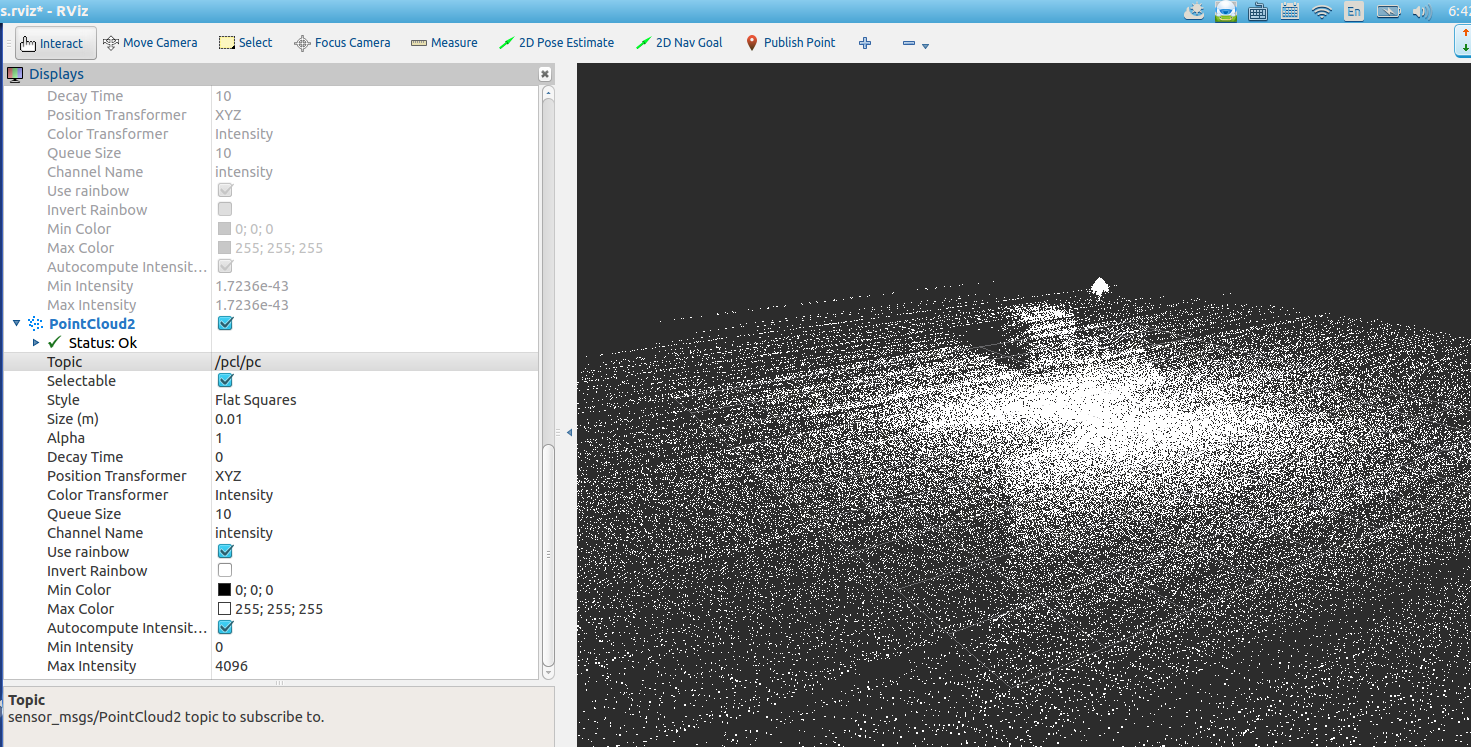 s.rviz* - RViz
En
6:42
Interact
Move Camera
Select
Focus Camera
Measure
2D Pose Estimate
2D Nav Goal
Publish Point
Displays
Decay Time 10
Position Transformer XYZ
Color Transformer Intensity
Queue Size 10
Channel Name intensity
Use rainbow
Invert Rainbow
Min Color 0; 0; 0
Max Color 255; 255; 255
Autocompute Intensit...
Min Intensity 1.7236e-43
Max Intensity 1.7236e-43
PointCloud2
Status: Ok
Topic /pcl/pc
Selectable
Style Flat Squares
Size (m) 0.01
Alpha 1
Decay Time 0
Position Transformer XYZ
Color Transformer Intensity
Queue Size 10
Channel Name intensity
Use rainbow
Invert Rainbow
Min Color 0; 0; 0
Max Color 255; 255; 255
Autocompute Intensit...
Min Intensity 0
Max Intensity 4096
Topic
sensor_msgs/PointCloud2 topic to subscribe to.